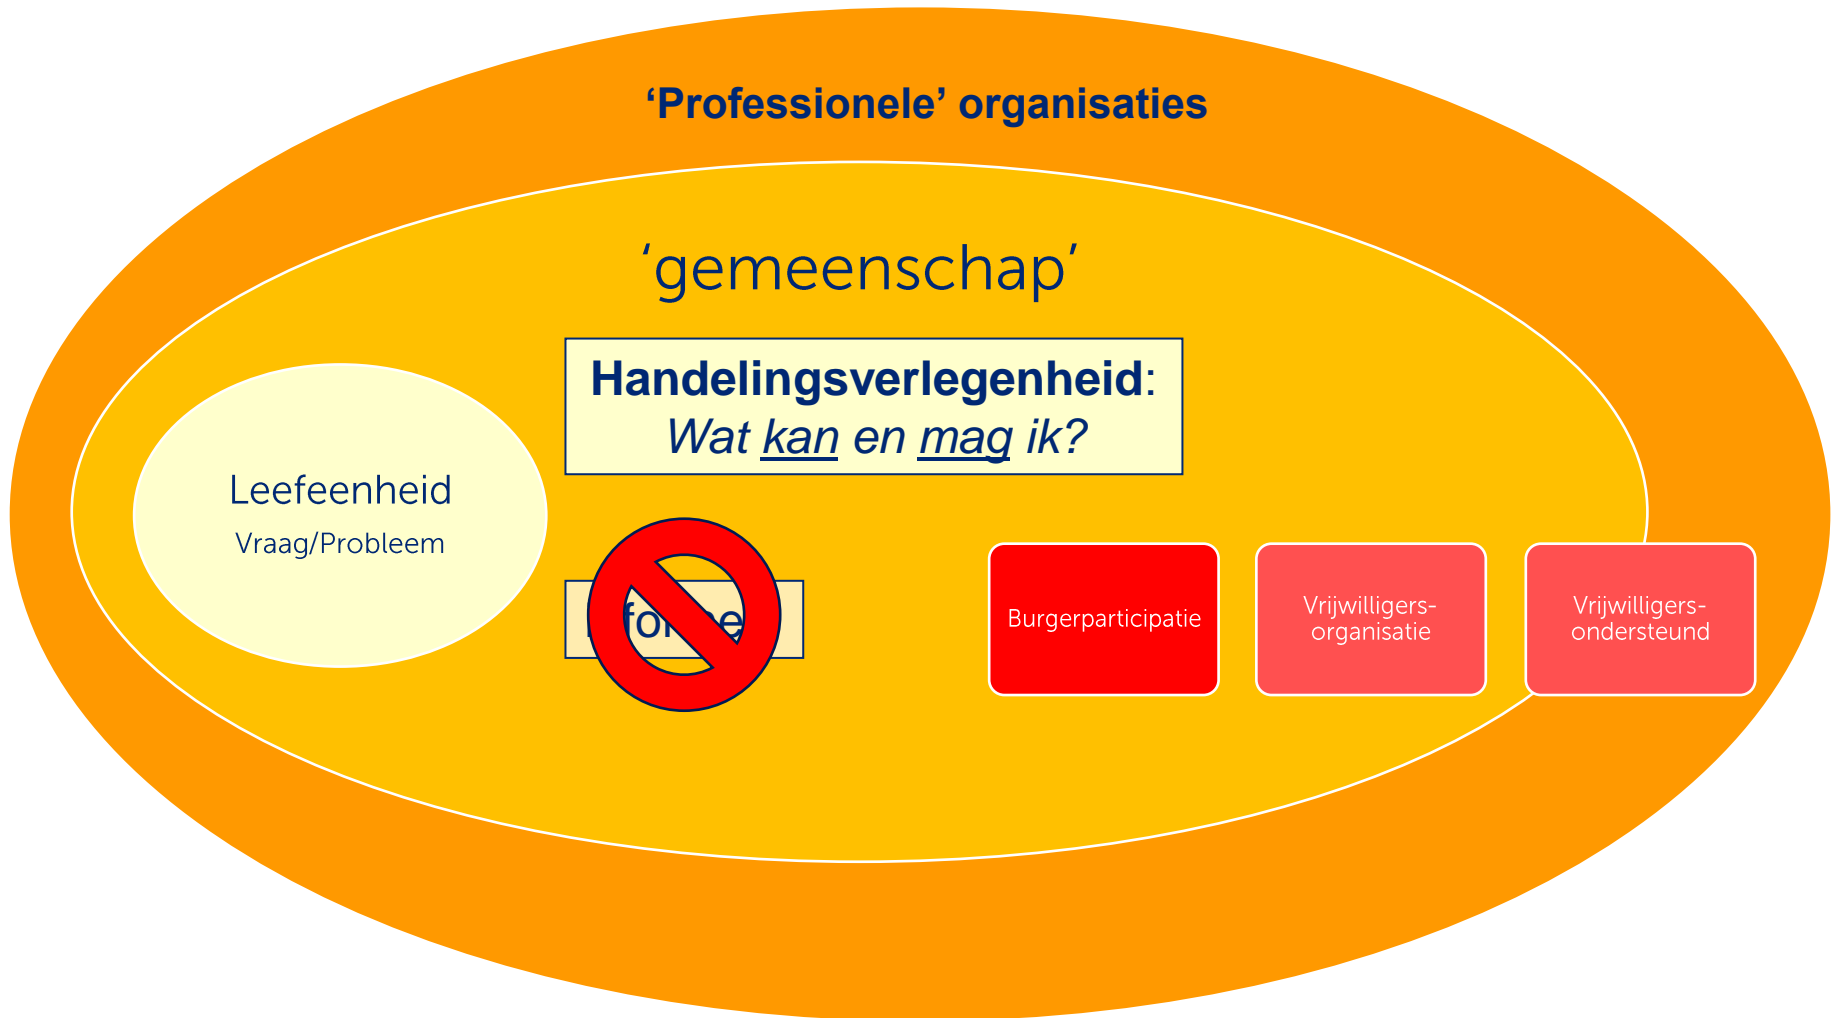 ‘Professionele’ organisaties
‘gemeenschap’
Handelingsverlegenheid:
Wat kan en mag ik?
Leefeenheid
Vraag/Probleem
Burgerparticipatie
Vrijwilligers-
organisatie
Vrijwilligers-
ondersteund